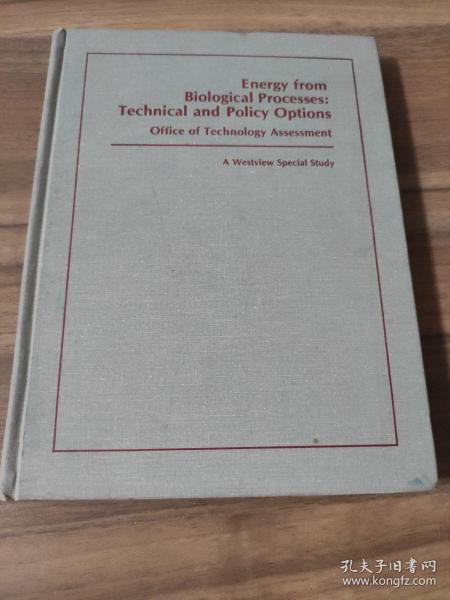 Energy from
Biological Processes:
Technical and Policy Options
Office of Technology Assessment
A Westview Special Study
孔夫子旧书网
www.kongfz.com